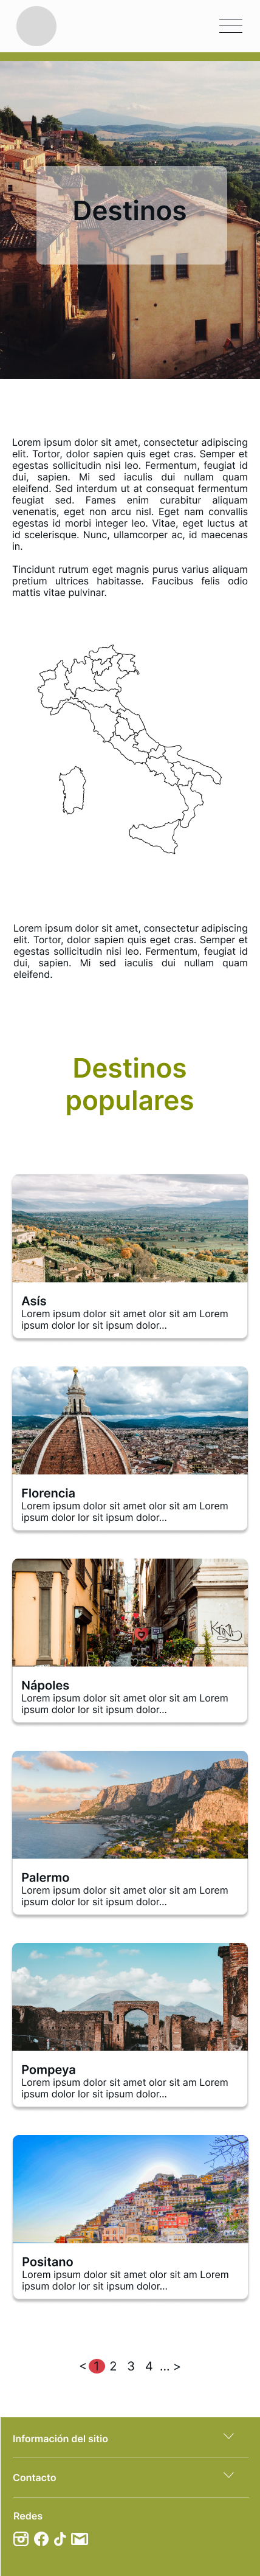 Destinos
Lorem ipsum dolor sit amet, consectetur adipiscing
elit. Tortor, dolor sapien quis eget cras. Semper et
egestas sollicitudin nisi leo. Fermentum, feugiat id
dui, sapien. Mi sed iaculis dui nullam quam
eleifend. Sed interdum ut at consequat fermentum
feugiat sed. Fames enim curabitur aliquam
venenatis, eget non arcu nisl. Eget nam convallis
egestas id morbi integer leo. Vitae, eget luctus at
id scelerisque. Nunc, ullamcorper ac, id maecenas
in.
Tincidunt rutrum eget magnis purus varius aliquam
pretium ultrices habitasse. Faucibus felis odio
mattis vitae pulvinar.
Lorem ipsum dolor sit amet, consectetur adipiscing
elit. Tortor, dolor sapien quis eget cras. Semper et
egestas sollicitudin nisi leo. Fermentum, feugiat id
dui, sapien. Mi sed iaculis dui nullam quam
eleifend.
Destinos
populares
Asís
Lorem ipsum dolor sit amet olor sit am Lorem
ipsum dolor lor sit ipsum dolor...
Florencia
Lorem ipsum dolor sit amet olor sit am Lorem
ipsum dolor lor sit ipsum dolor...
Nápoles
Lorem ipsum dolor sit amet olor sit am Lorem
ipsum dolor lor sit ipsum dolor...
Palermo
Lorem ipsum dolor sit amet olor sit am Lorem
ipsum dolor lor sit ipsum dolor...
Pompeya
Lorem ipsum dolor sit amet olor sit am Lorem
ipsum dolor lor sit ipsum dolor...
Positano
Lorem ipsum dolor sit amet olor sit am Lorem
ipsum dolor lor sit ipsum dolor...
< 1 2 3 4 ... >
Información del sitio
Contacto
Redes